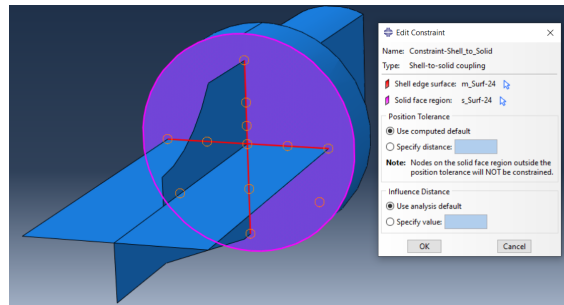 Edit Constraint
Name: Constraint-Shell_to_Solid
Type: Shell-to-solid coupling
Shell edge surface: m_Surf-24
Solid face region: s_Surf-24
Position Tolerance
Use computed default
Specify distance:
Note: Nodes on the solid face region outside the
position tolerance will NOT be constrained.
Influence Distance
Use analysis default
Specify value:
OK Cancel